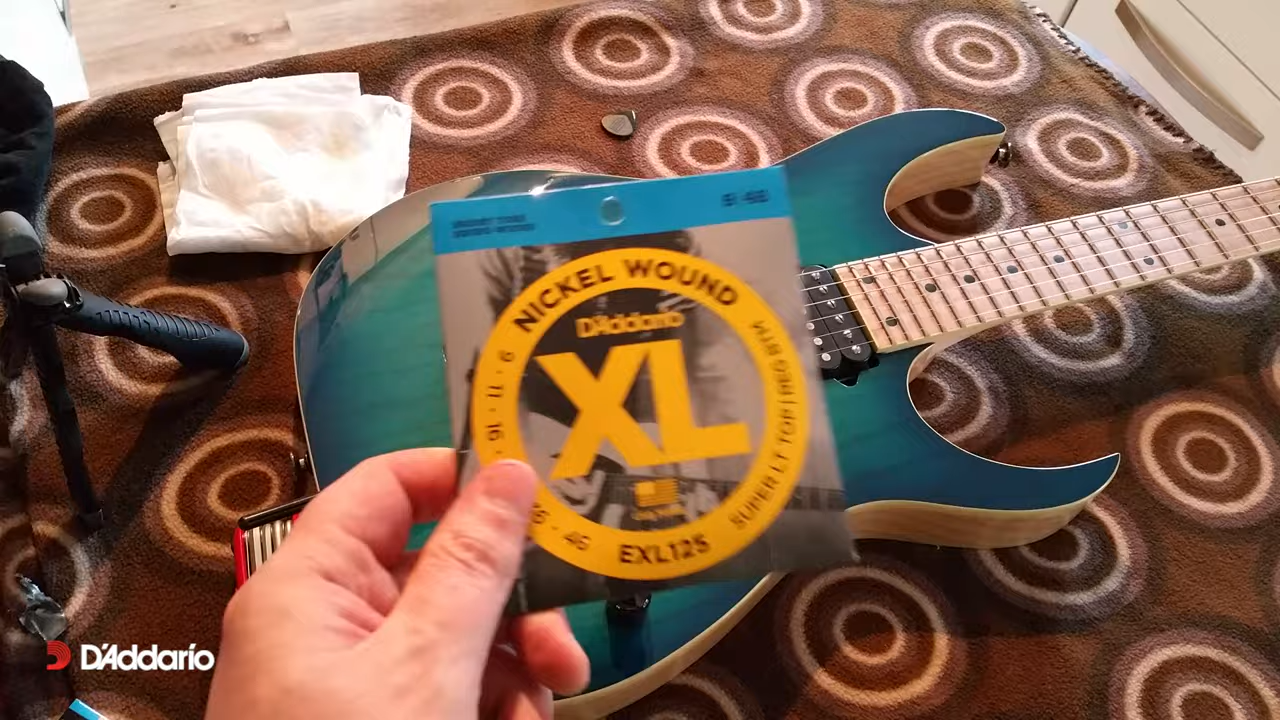 NICKEL WOUND
D'Addario
XL
9 · 11 · 16
46
SUPER LT TOP / REG BTM
EXL125
D'Addario